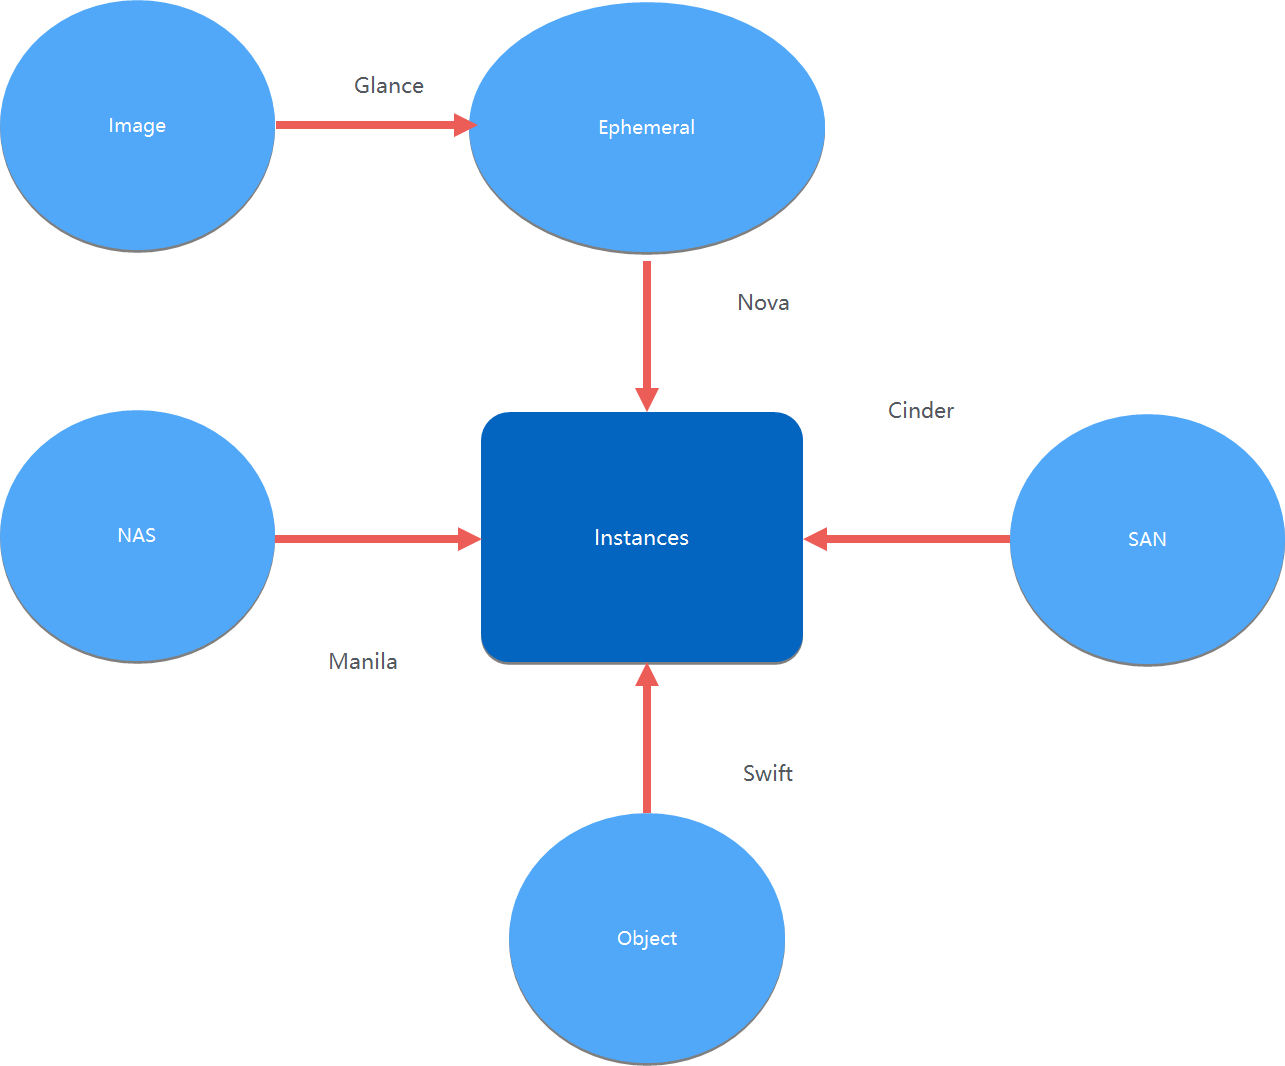 Glance
Image
Ephemeral
Nova
Cinder
NAS
Instances
SAN
Manila
Swift
Object